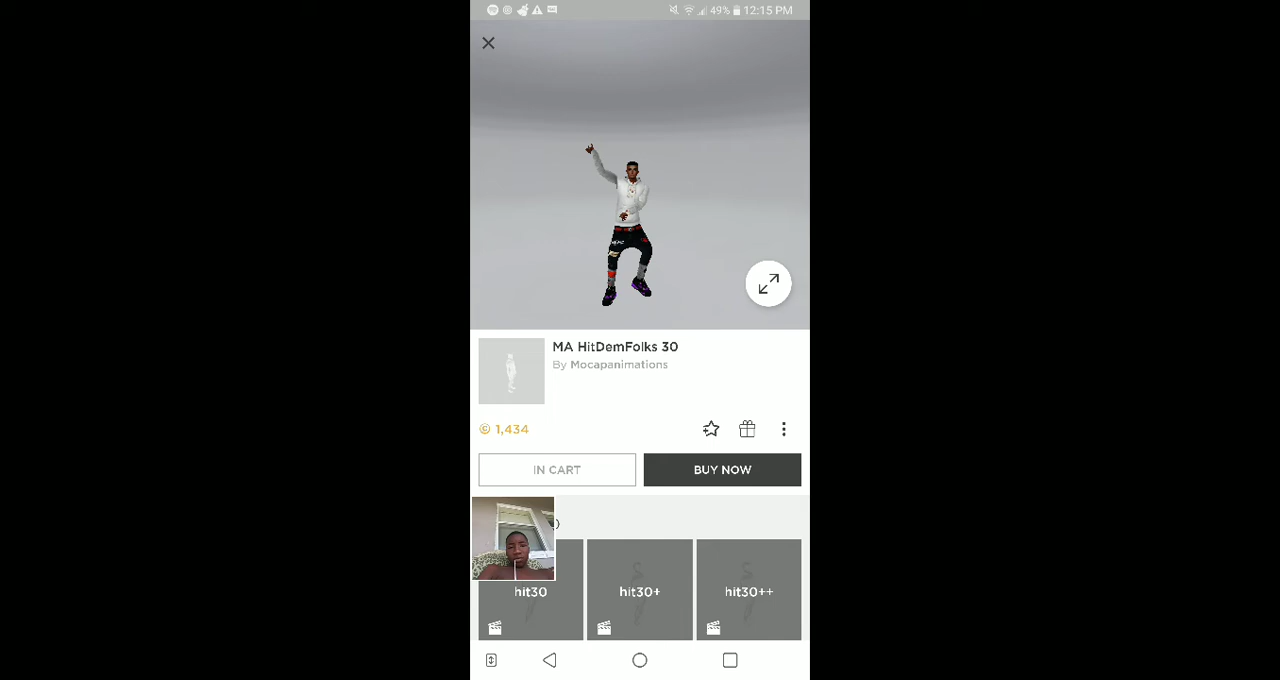 49% 12:15 PM
MA HitDemFolks 30
By Mocapanimations
1,434
IN CART
BUY NOW
hit30
hit30+
hit30++